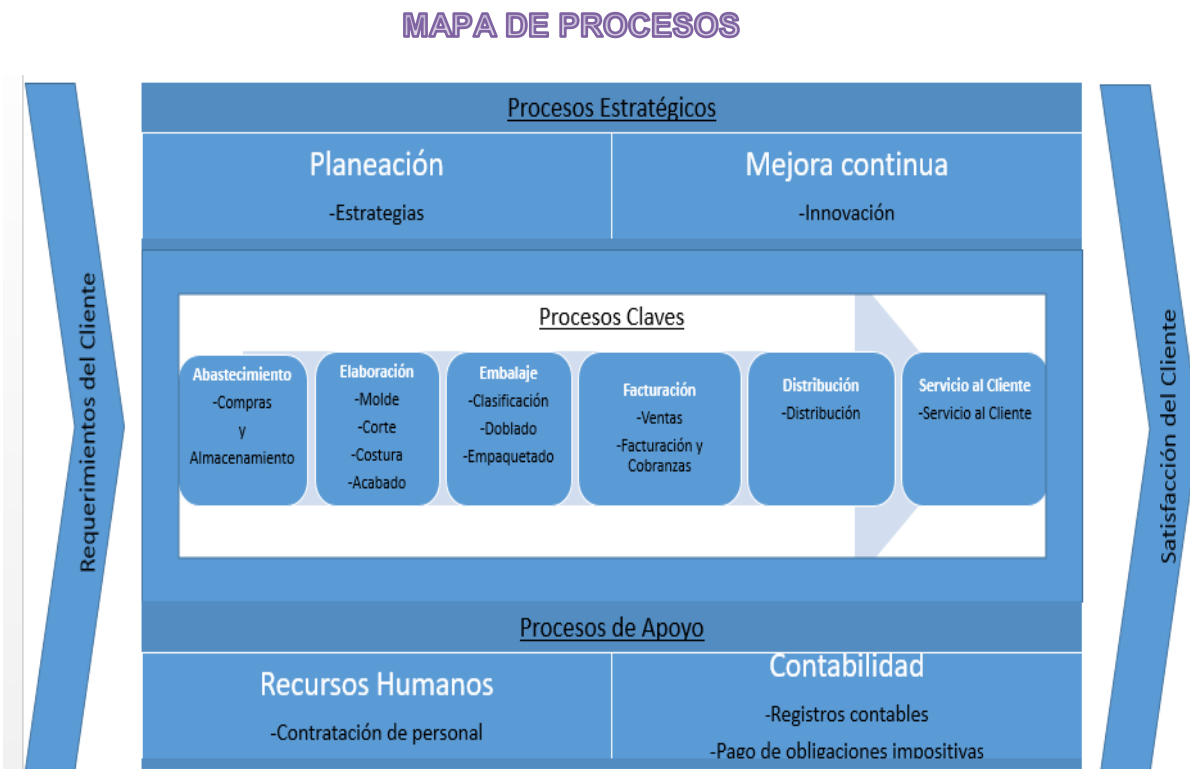 MAPA DE PROCESOS
Requerimientos del Cliente
Procesos Estratégicos
Planeación
-Estrategias
Mejora continua
-Innovación
Procesos Claves
Abastecimiento
-Compras
y
Almacenamiento
Elaboración
-Molde
-Corte
-Costura
-Acabado
Embalaje
-Clasificación
-Doblado
-Empaquetado
Facturación
-Ventas
-Facturación y
Cobranzas
Distribución
-Distribución
Servicio al Cliente
-Servicio al Cliente
Procesos de Apoyo
Recursos Humanos
-Contratación de personal
Contabilidad
-Registros contables
-Pago de obligaciones impositivas
Satisfacción del Cliente